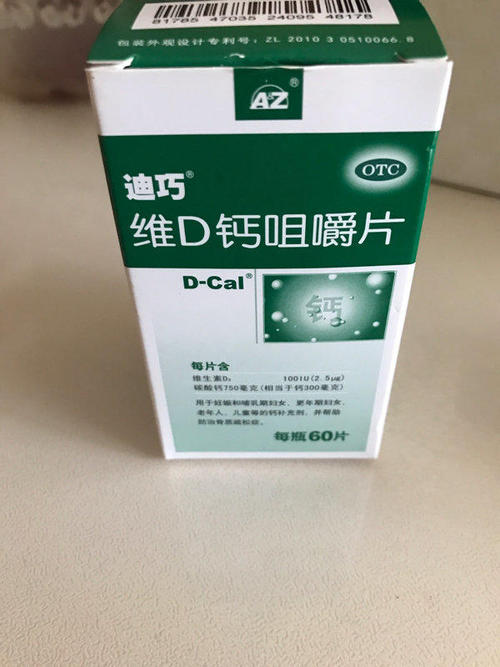 81785 47035 24095 48178
包装外观设计专利号: ZL 2010 3 0510066.8
A&Z®
OTC
迪巧®
维D钙咀嚼片
D-Cal®
钙
每片含
维生素D₃ 100IU(2.5μg)
碳酸钙750毫克(相当于钙300毫克)
用于妊娠和哺乳期妇女、更年期妇女、
老年人、儿童等的钙补充剂，并帮助
防治骨质疏松症。
每瓶60片